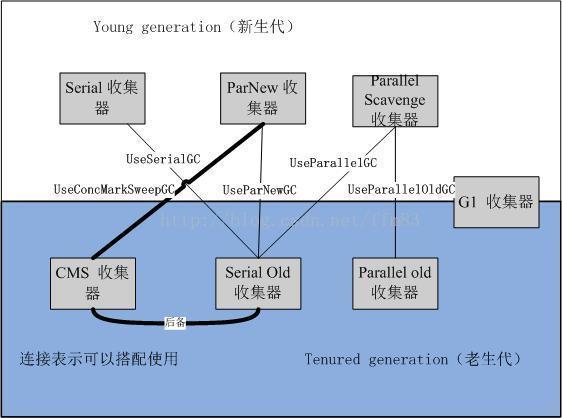 Young generation（新生代）
Serial 收集
器
ParNew 收
集器
Parallel
Scavenge
收集器
UseSerialGC
UseParallelGC
UseConcMarkSweepGC
UseParNewGC
UseParallelOldGC
G1 收集器
http://blog.csdn.net/ffm83
CMS 收集
器
Serial Old
收集器
Parallel old
收集器
后备
连接表示可以搭配使用
Tenured generation（老生代）